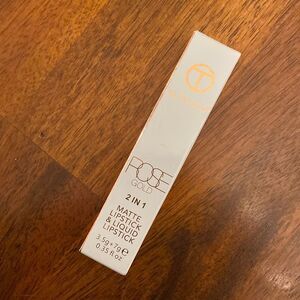 T
ROSE
GOLD
2 IN 1
MATTE
LIPSTICK
& LIQUID
LIPSTICK
3.5g+7g℮
0.35 fl.oz